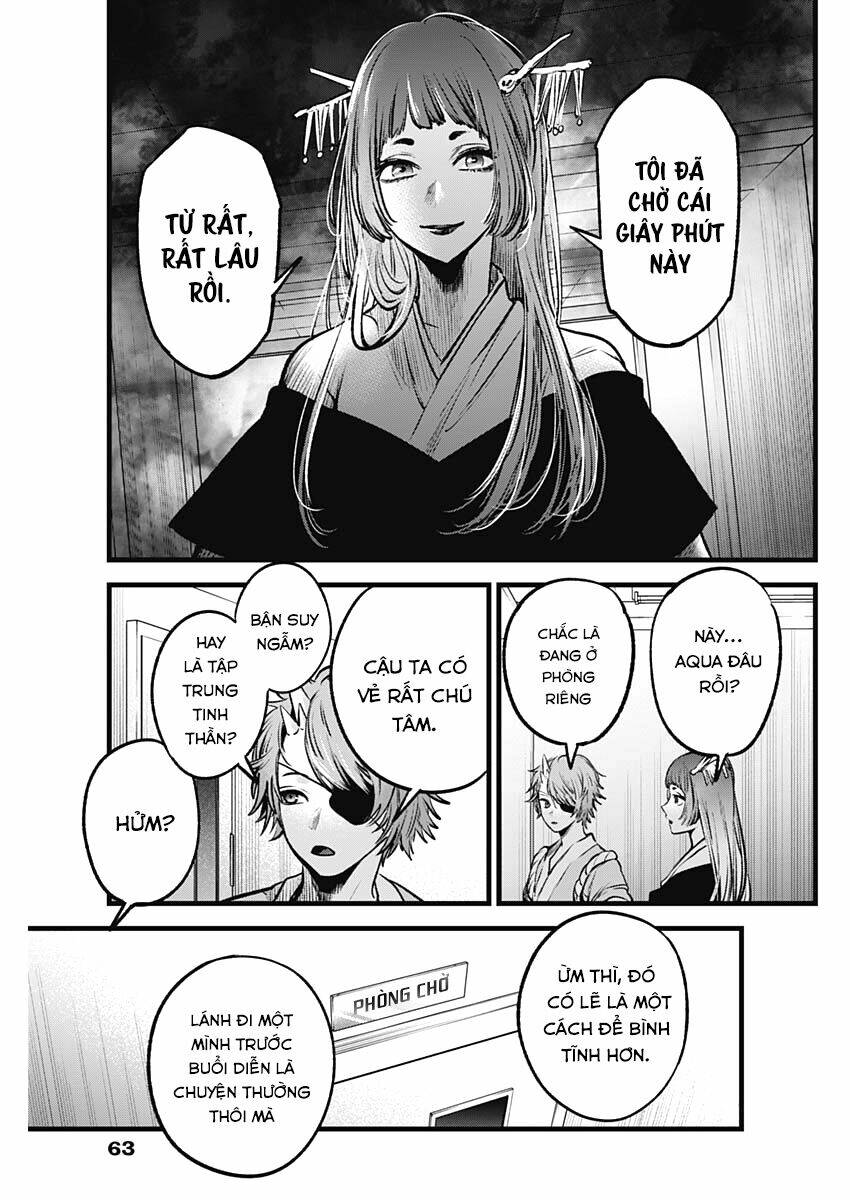 TÔI ĐÃ
CHỜ CÁI
GIÂY PHÚT
NÀY
TỪ RẤT,
RẤT LÂU
RỒI.
NÀY...
AQUA ĐÂU
RỒI?
CHẮC LÀ
ĐANG Ở
PHÒNG
RIÊNG
CẬU TA CÓ
VẺ RẤT CHÚ
TÂM.
BẬN SUY
NGẪM?
HAY
LÀ TẬP
TRUNG
TINH
THẦN?
HỬM?
ỪM THÌ, ĐÓ
CÓ LẼ LÀ MỘT
CÁCH ĐỂ BÌNH
TĨNH HƠN.
PHÒNG CHỜ
LÁNH ĐI MỘT
MÌNH TRƯỚC
BUỔI DIỄN LÀ
CHUYỆN THƯỜNG
THÔI MÀ
63